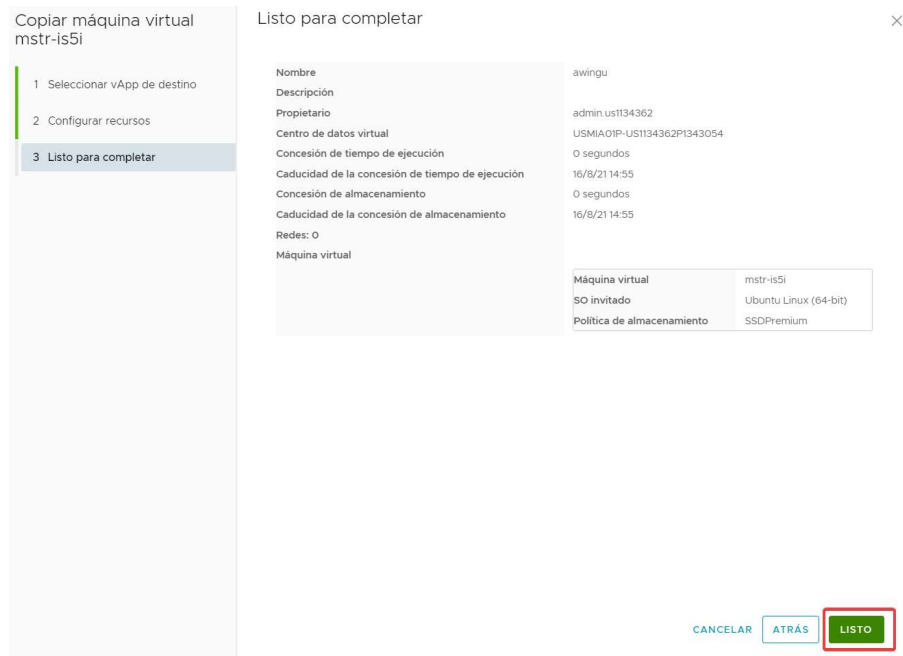 Copiar máquina virtual
mstr-is5i
1 Seleccionar vApp de destino
2 Configurar recursos
3 Listo para completar
Listo para completar
Nombre awingu
Descripción
Propietario admin.us1134362
Centro de datos virtual USMIA01P-US1134362P1343054
Concesión de tiempo de ejecución 0 segundos
Caducidad de la concesión de tiempo de ejecución 16/8/21 14:55
Concesión de almacenamiento 0 segundos
Caducidad de la concesión de almacenamiento 16/8/21 14:55
Redes: 0
Máquina virtual
Máquina virtual mstr-is5i
SO invitado Ubuntu Linux (64-bit)
Política de almacenamiento SSDPremium
CANCELAR ATRÁS LISTO